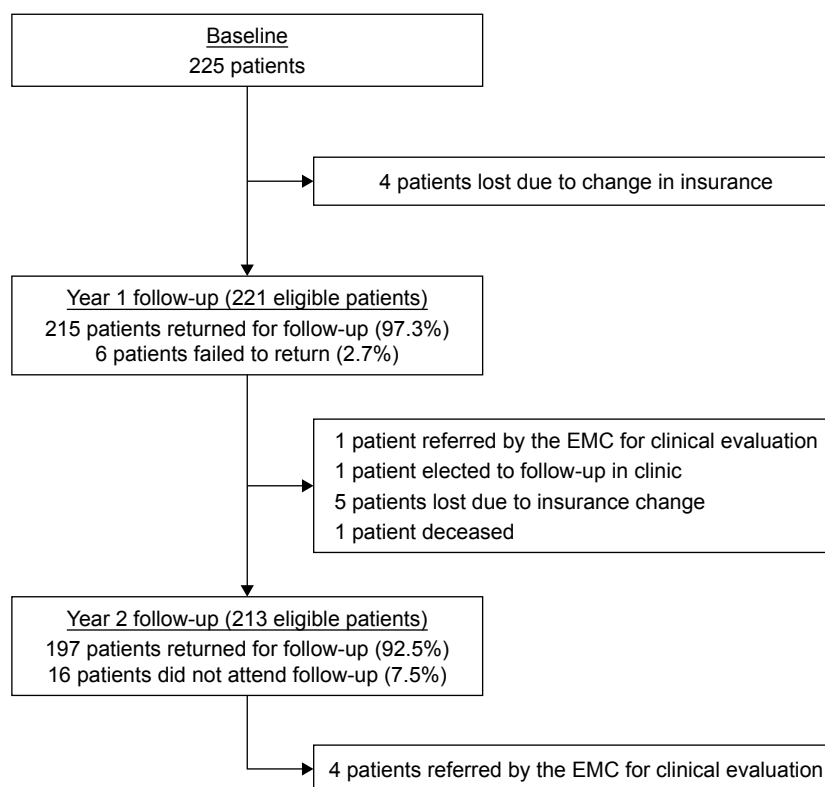 Baseline
225 patients
4 patients lost due to change in insurance
Year 1 follow-up (221 eligible patients)
215 patients returned for follow-up (97.3%)
6 patients failed to return (2.7%)
1 patient referred by the EMC for clinical evaluation
1 patient elected to follow-up in clinic
5 patients lost due to insurance change
1 patient deceased
Year 2 follow-up (213 eligible patients)
197 patients returned for follow-up (92.5%)
16 patients did not attend follow-up (7.5%)
4 patients referred by the EMC for clinical evaluation